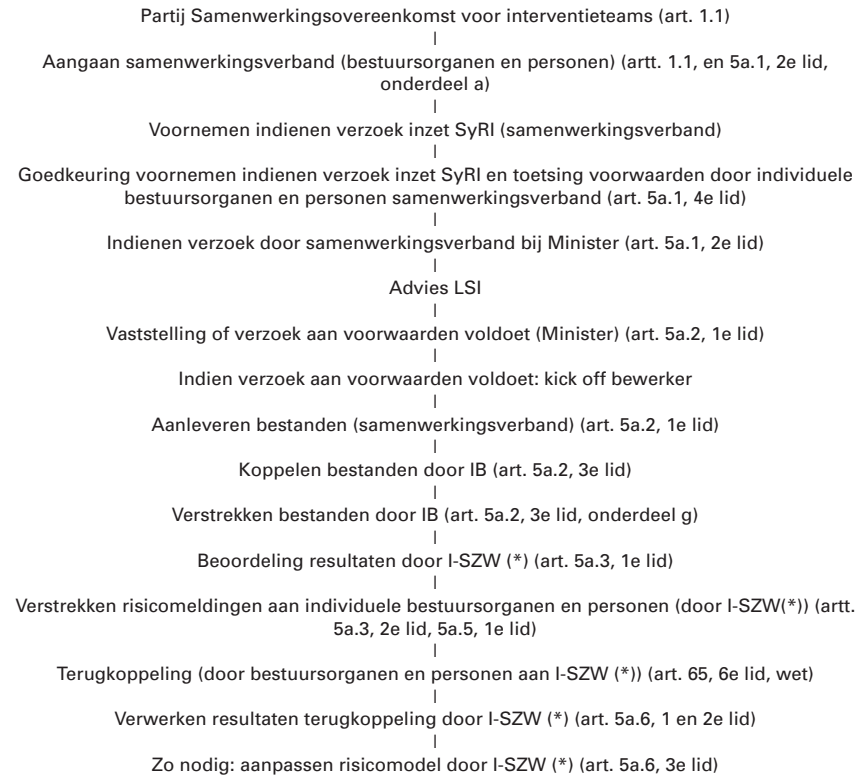 Partij Samenwerkingsovereenkomst voor interventieteams (art. 1.1)
|
Aangaan samenwerkingsverband (bestuursorganen en personen) (artt. 1.1, en 5a.1, 2e lid,
onderdeel a)
|
Voornemen indienen verzoek inzet SyRI (samenwerkingsverband)
|
Goedkeuring voornemen indienen verzoek inzet SyRI en toetsing voorwaarden door individuele
bestuursorganen en personen samenwerkingsverband (art. 5a.1, 4e lid)
|
Indienen verzoek door samenwerkingsverband bij Minister (art. 5a.1, 2e lid)
|
Advies LSI
|
Vaststelling of verzoek aan voorwaarden voldoet (Minister) (art. 5a.2, 1e lid)
|
Indien verzoek aan voorwaarden voldoet: kick off bewerker
|
Aanleveren bestanden (samenwerkingsverband) (art. 5a.2, 1e lid)
|
Koppelen bestanden door IB (art. 5a.2, 3e lid)
|
Verstrekken bestanden door IB (art. 5a.2, 3e lid, onderdeel g)
|
Beoordeling resultaten door I-SZW (*) (art. 5a.3, 1e lid)
|
Verstrekken risicomeldingen aan individuele bestuursorganen en personen (door I-SZW(*)) (artt.
5a.3, 2e lid, 5a.5, 1e lid)
|
Terugkoppeling (door bestuursorganen en personen aan I-SZW (*)) (art. 65, 6e lid, wet)
|
Verwerken resultaten terugkoppeling door I-SZW (*) (art. 5a.6, 1 en 2e lid)
|
Zo nodig: aanpassen risicomodel door I-SZW (*) (art. 5a.6, 3e lid)